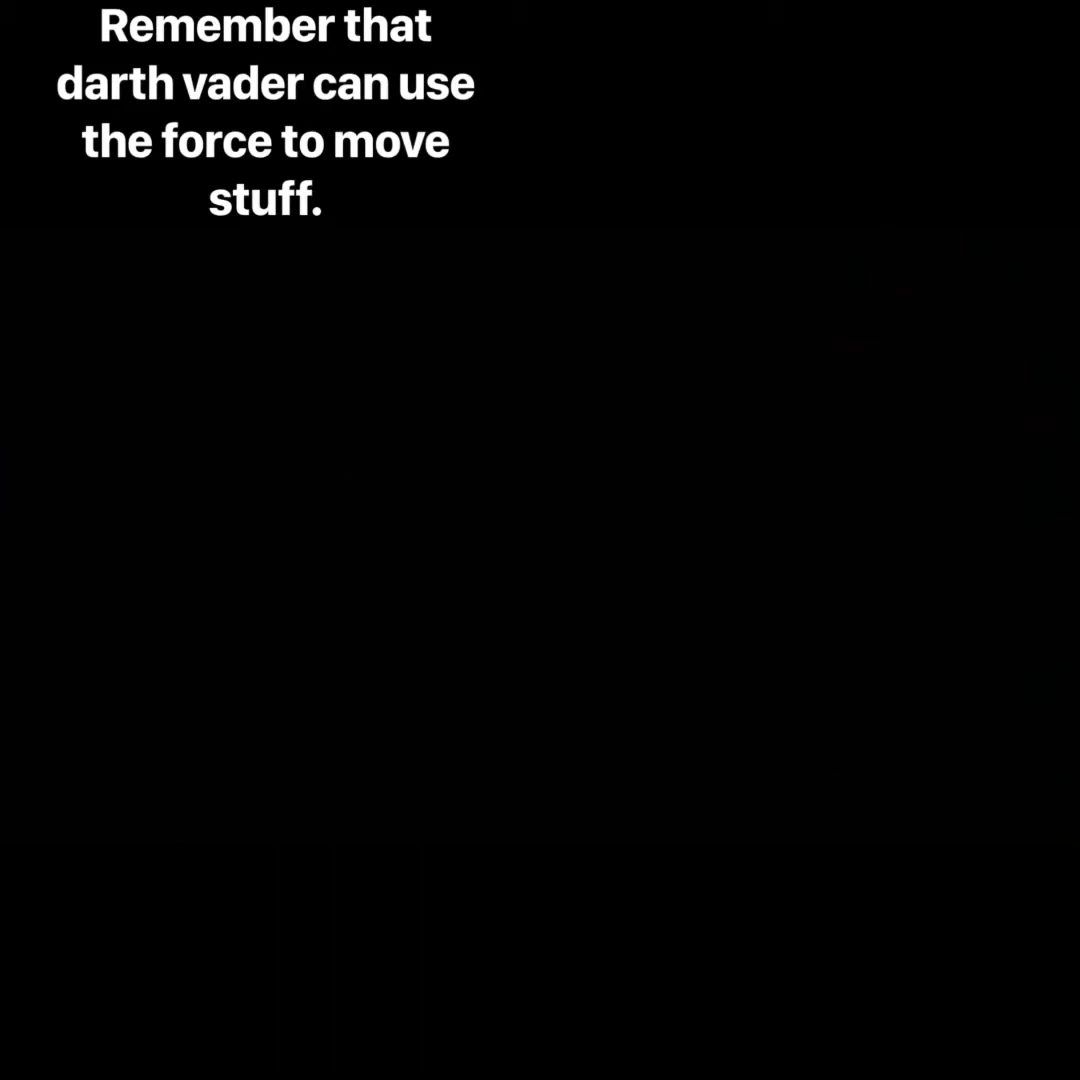 Remember that
darth vader can use
the force to move
stuff.